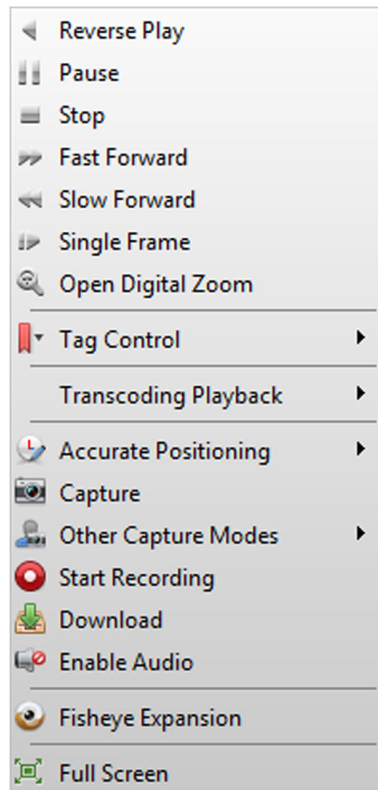 Reverse Play
Pause
Stop
Fast Forward
Slow Forward
Single Frame
Open Digital Zoom
Tag Control
Transcoding Playback
Accurate Positioning
Capture
Other Capture Modes
Start Recording
Download
Enable Audio
Fisheye Expansion
Full Screen